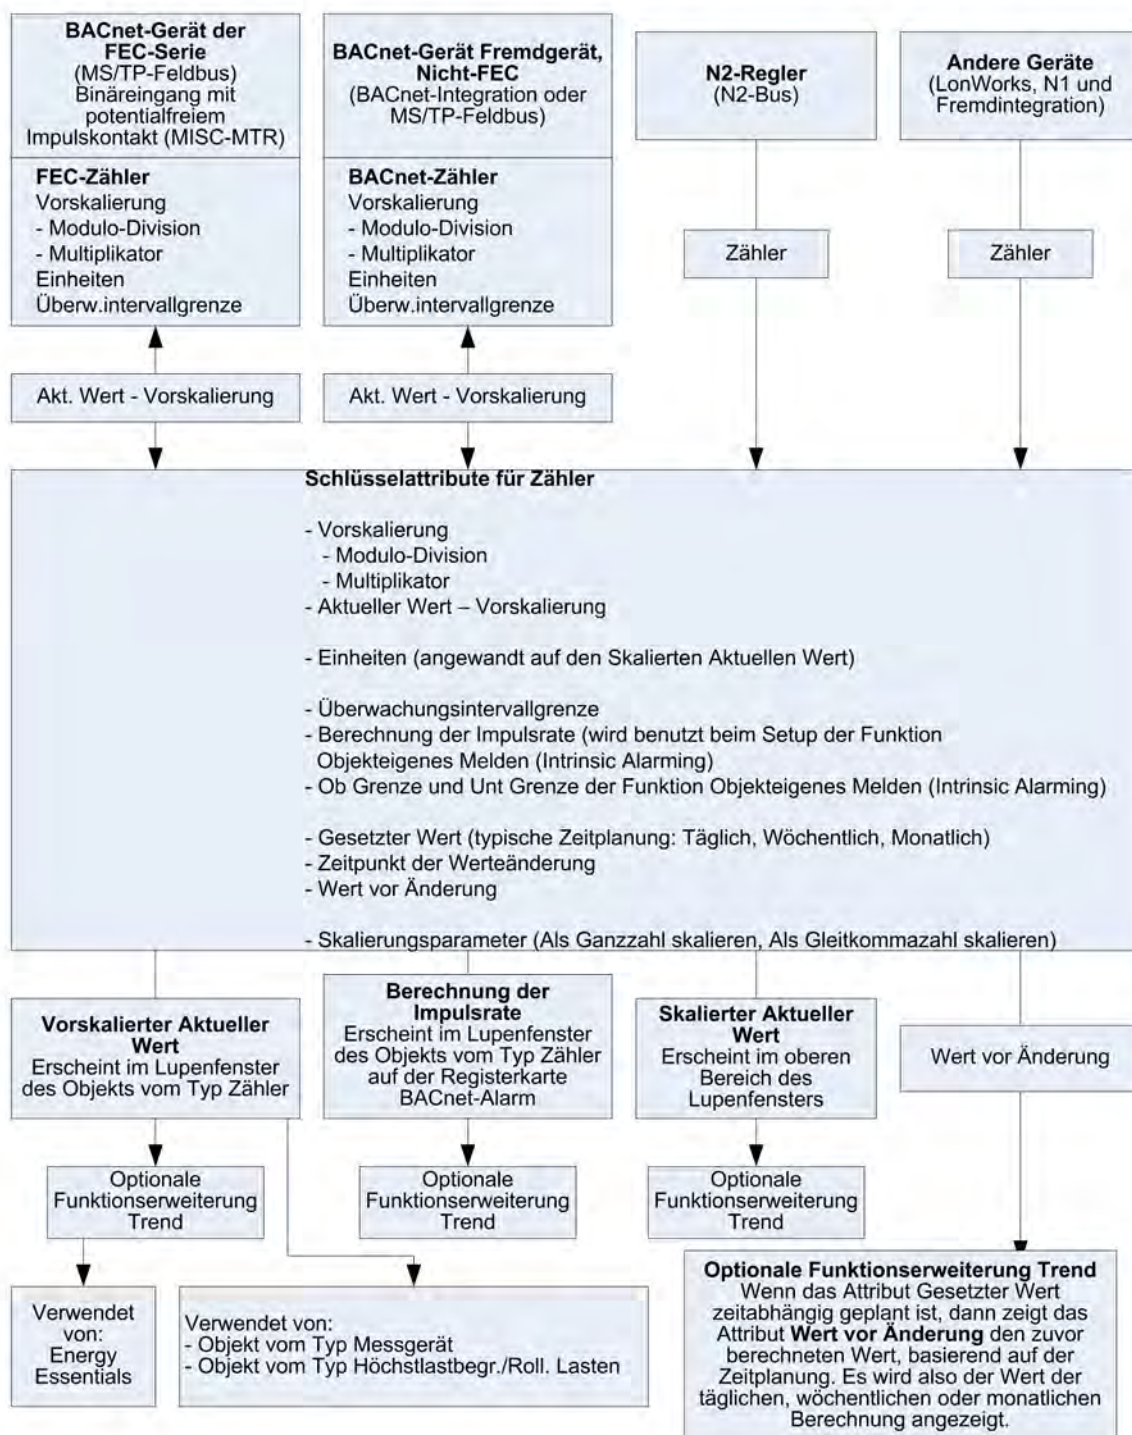 BACnet-Gerät der
FEC-Serie
(MS/TP-Feldbus)
Binäreingang mit
potentialfreiem
Impulskontakt (MISC-MTR)
FEC-Zähler
Vorskalierung
- Modulo-Division
- Multiplikator
Einheiten
Überw.intervallgrenze
BACnet-Gerät Fremdgerät,
Nicht-FEC
(BACnet-Integration oder
MS/TP-Feldbus)
BACnet-Zähler
Vorskalierung
- Modulo-Division
- Multiplikator
Einheiten
Überw.intervallgrenze
N2-Regler
(N2-Bus)
Zähler
Andere Geräte
(LonWorks, N1 und
Fremdintegration)
Zähler
Akt. Wert - Vorskalierung
Akt. Wert - Vorskalierung
Schlüsselattribute für Zähler
- Vorskalierung
- Modulo-Division
- Multiplikator
- Aktueller Wert – Vorskalierung
- Einheiten (angewandt auf den Skalierten Aktuellen Wert)
- Überwachungsintervallgrenze
- Berechnung der Impulsrate (wird benutzt beim Setup der Funktion
Objekteigenes Melden (Intrinsic Alarming)
- Ob Grenze und Unt Grenze der Funktion Objekteigenes Melden (Intrinsic Alarming)
- Gesetzter Wert (typische Zeitplanung: Täglich, Wöchentlich, Monatlich)
- Zeitpunkt der Werteänderung
- Wert vor Änderung
- Skalierungsparameter (Als Ganzzahl skalieren, Als Gleitkommazahl skalieren)
Vorskalierter Aktueller
Wert
Erscheint im Lupenfenster
des Objekts vom Typ Zähler
Berechnung der
Impulsrate
Erscheint im Lupenfenster
des Objekts vom Typ Zähler
auf der Registerkarte
BACnet-Alarm
Skalierter Aktueller
Wert
Erscheint im oberen
Bereich des
Lupenfensters
Wert vor Änderung
Optionale
Funktionserweiterung
Trend
Optionale
Funktionserweiterung
Trend
Optionale
Funktionserweiterung
Trend
Verwendet
von:
Energy
Essentials
Verwendet von:
- Objekt vom Typ Messgerät
- Objekt vom Typ Höchstlastbegr./Roll. Lasten
Optionale Funktionserweiterung Trend
Wenn das Attribut Gesetzter Wert
zeitabhängig geplant ist, dann zeigt das
Attribut Wert vor Änderung den zuvor
berechneten Wert, basierend auf der
Zeitplanung. Es wird also der Wert der
täglichen, wöchentlichen oder monatlichen
Berechnung angezeigt.